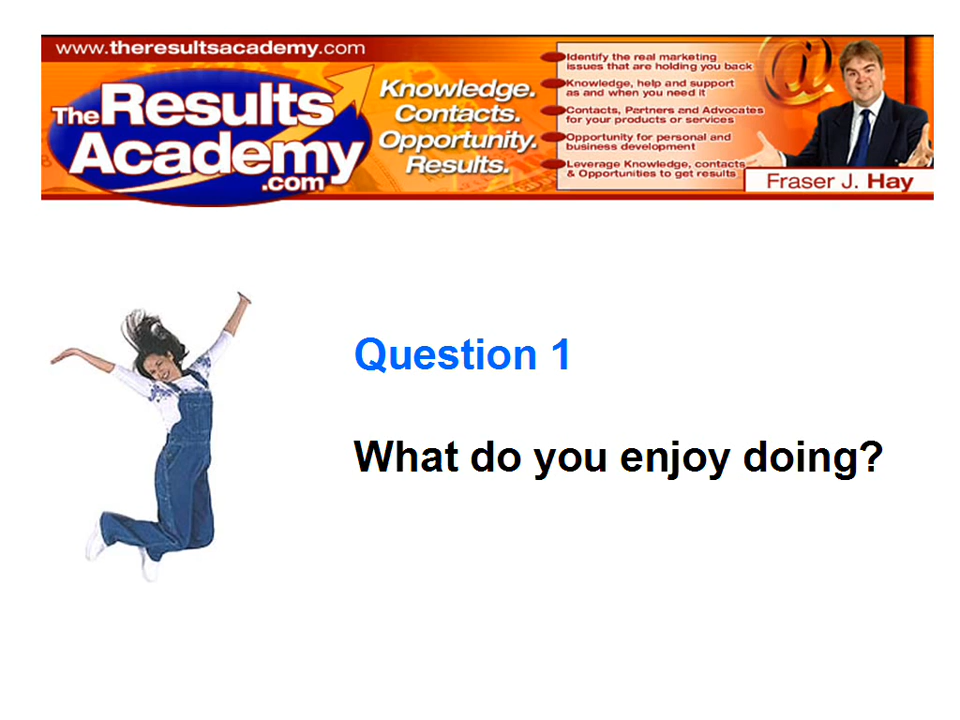 www.theresultsacademy.com
The Results
Academy
.com
Knowledge.
Contacts.
Opportunity.
Results.
Identify the real marketing
issues that are holding you back
Knowledge, help and support
as and when you need it
Contacts, Partners and Advocates
for your products or services
Opportunity for personal and
business development
Leverage Knowledge, contacts
& Opportunities to get results
@
Fraser J. Hay
Question 1
What do you enjoy doing?